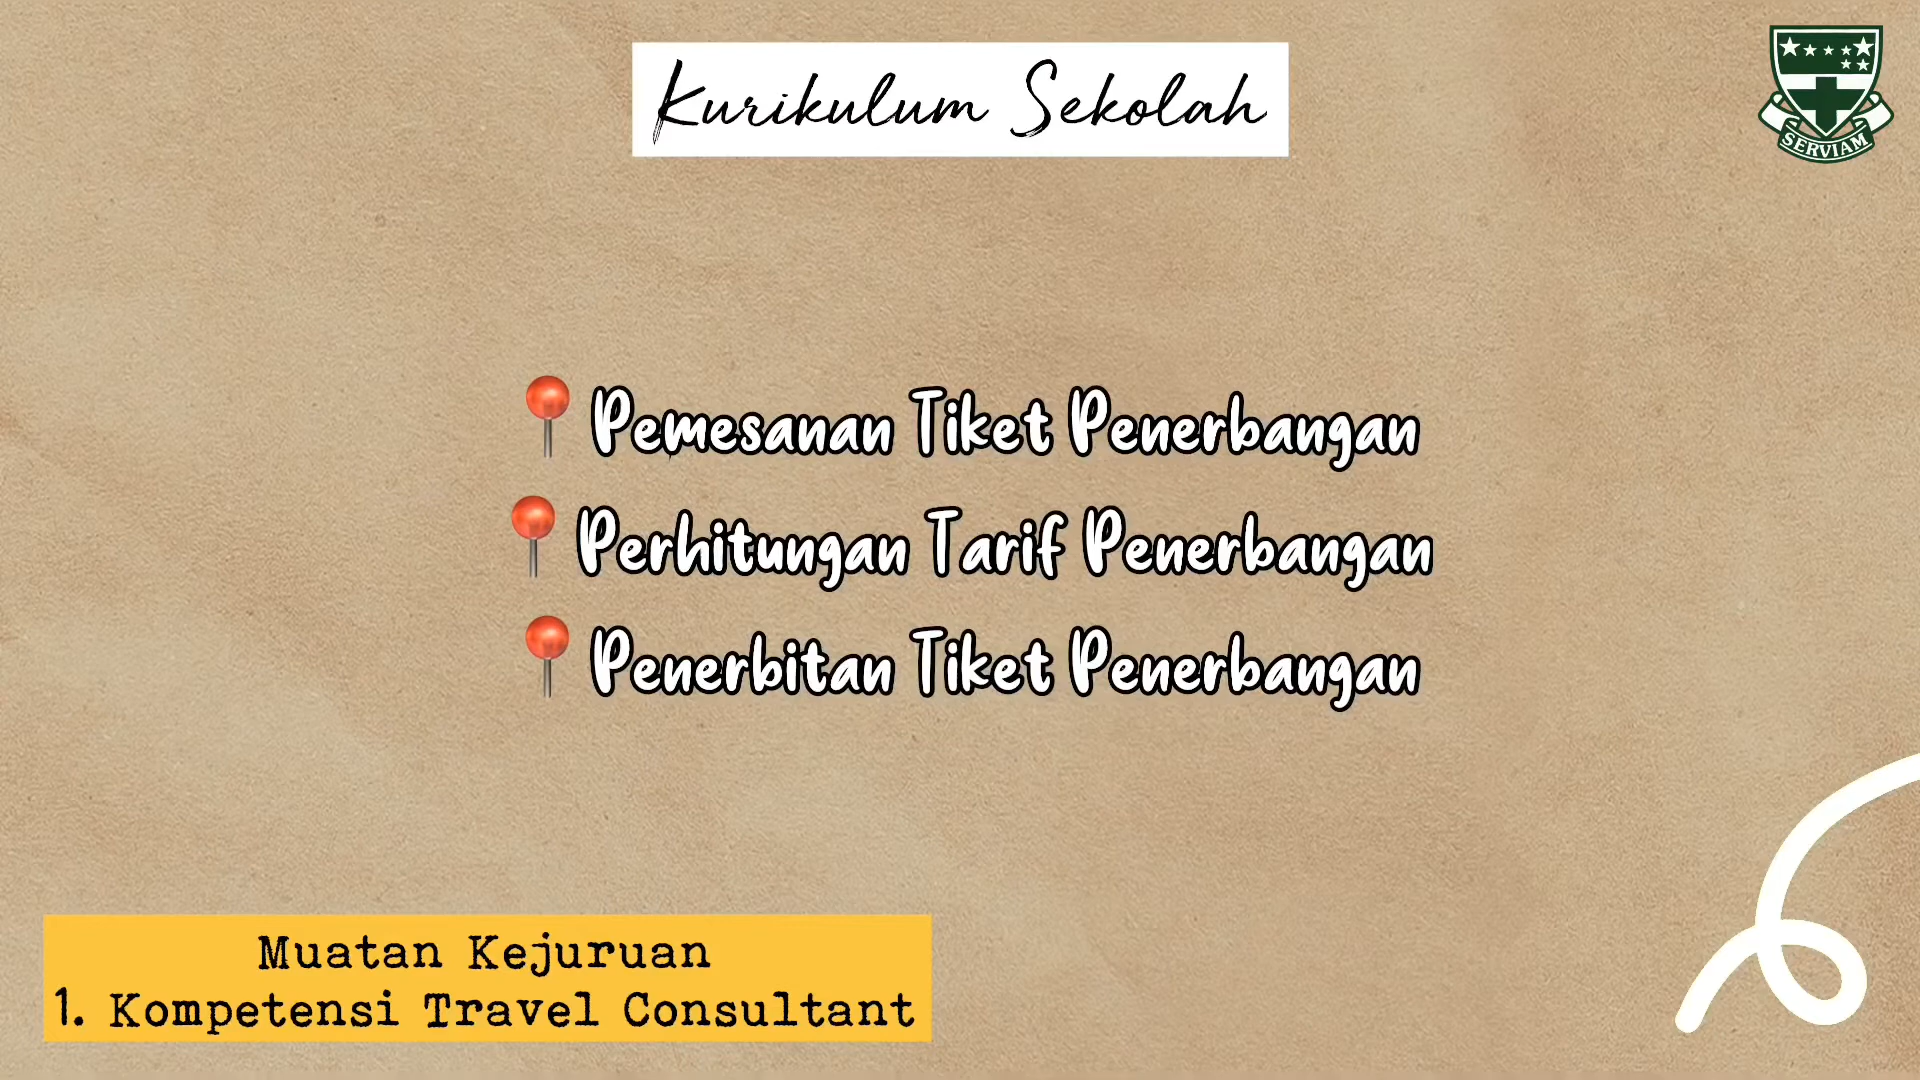 Kurikulum Sekolah
SERVIAM
Pemesanan Tiket Penerbangan
Perhitungan Tarif Penerbangan
Penerbitan Tiket Penerbangan
Muatan Kejuruan
1. Kompetensi Travel Consultant